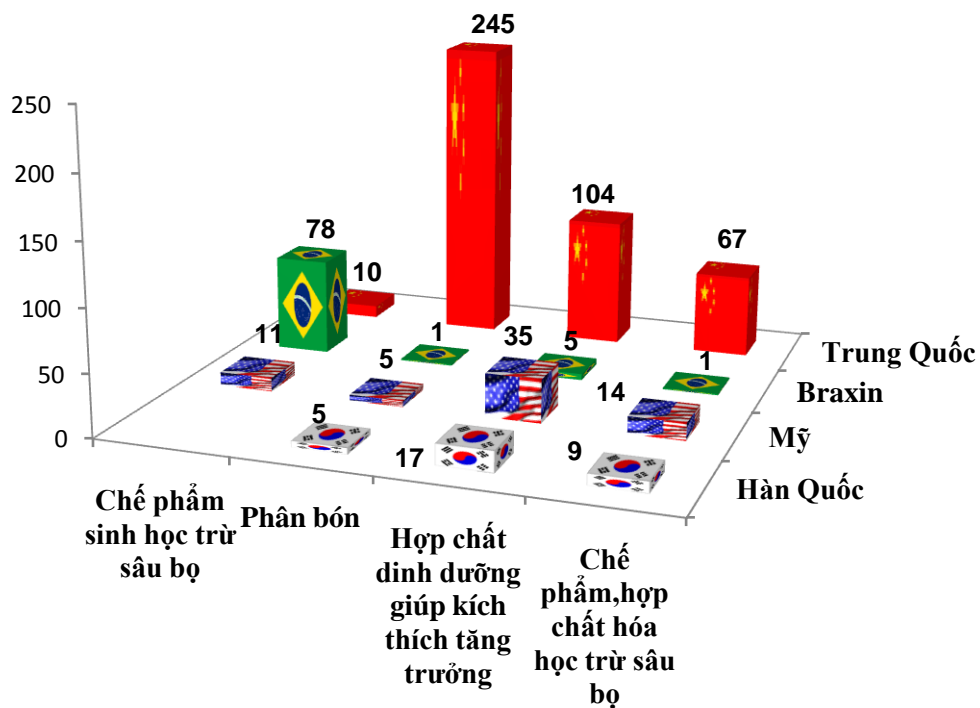 245
250
200
104
150
78
67
10
100
11
1
35
5
1
Trung Quốc
50
5
14
Braxin
5
Mỹ
0
17
9
Hàn Quốc
Chế phẩm
sinh học trừ
sâu bọ
Phân bón
Hợp chất
dinh dưỡng
giúp kích
thích tăng
trưởng
Chế
phẩm,hợp
chất hóa
học trừ sâu
bọ